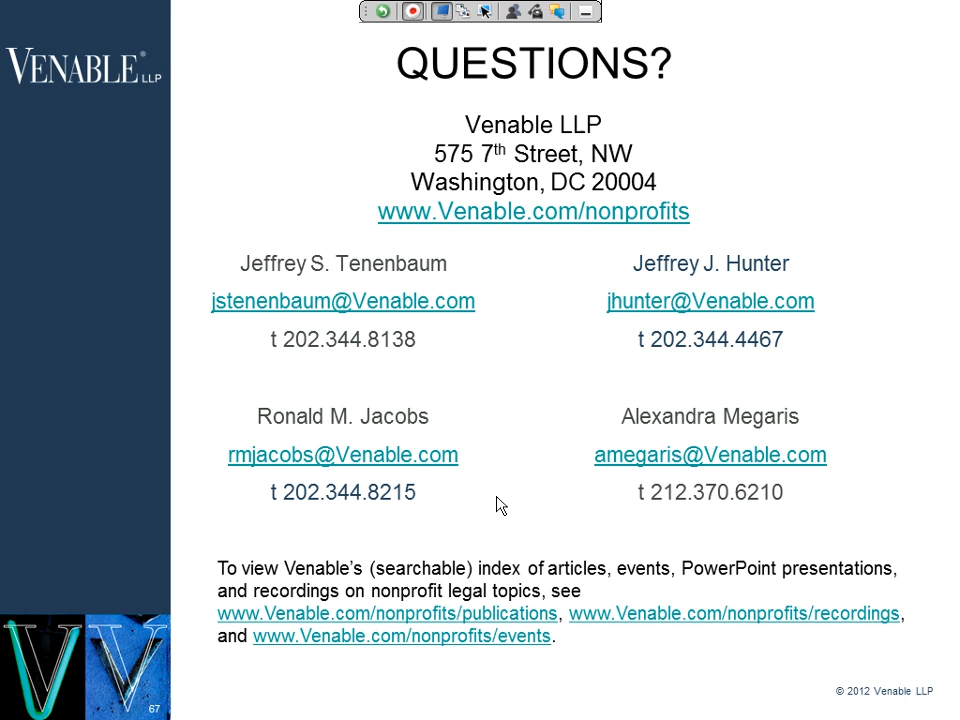 VENABLE® LLP
QUESTIONS?
Venable LLP
575 7th Street, NW
Washington, DC 20004
www.Venable.com/nonprofits
Jeffrey S. Tenenbaum
jstenenbaum@Venable.com
t 202.344.8138
Jeffrey J. Hunter
jhunter@Venable.com
t 202.344.4467
Ronald M. Jacobs
rmjacobs@Venable.com
t 202.344.8215
Alexandra Megaris
amegaris@Venable.com
t 212.370.6210
To view Venable's (searchable) index of articles, events, PowerPoint presentations,
and recordings on nonprofit legal topics, see
www.Venable.com/nonprofits/publications, www.Venable.com/nonprofits/recordings,
and www.Venable.com/nonprofits/events.
V V
67
© 2012 Venable LLP